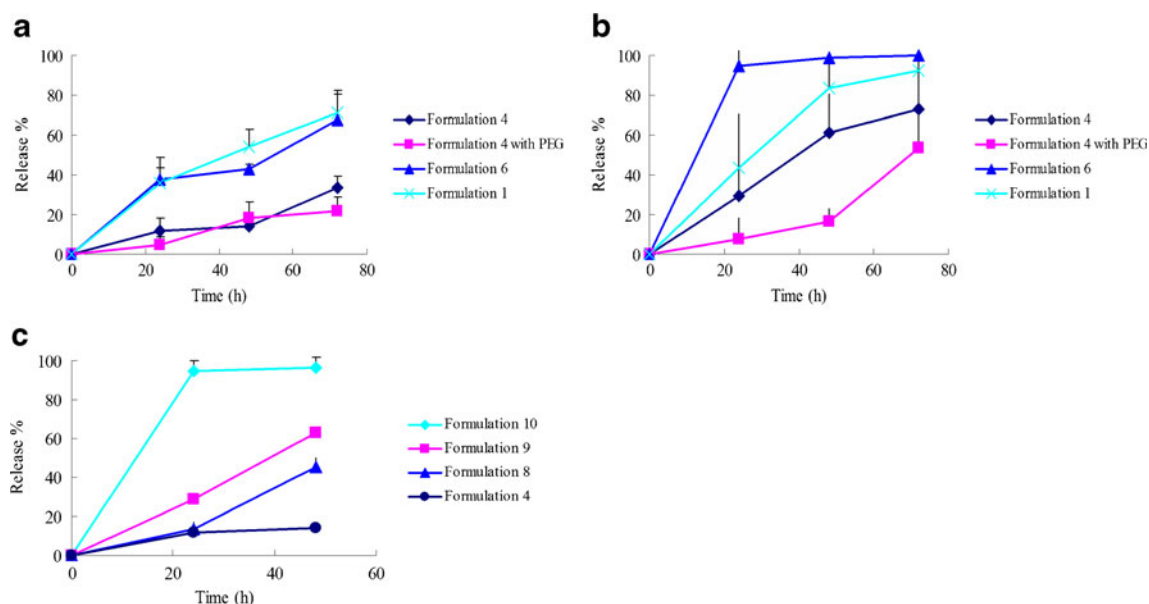 a
100
80
60
40
20
0
Release %
0 20 40 60 80
Time (h)
Formulation 4
Formulation 4 with PEG
Formulation 6
Formulation 1
b
100
80
60
40
20
0
Release %
0 20 40 60 80
Time (h)
Formulation 4
Formulation 4 with PEG
Formulation 6
Formulation 1
c
100
80
60
40
20
0
Release %
0 20 40 60
Time (h)
Formulation 10
Formulation 9
Formulation 8
Formulation 4